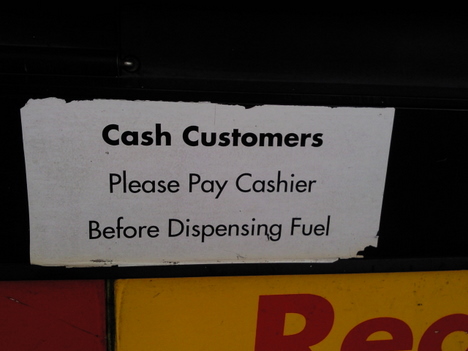 Cash Customers
Please Pay Cashier
Before Dispensing Fuel